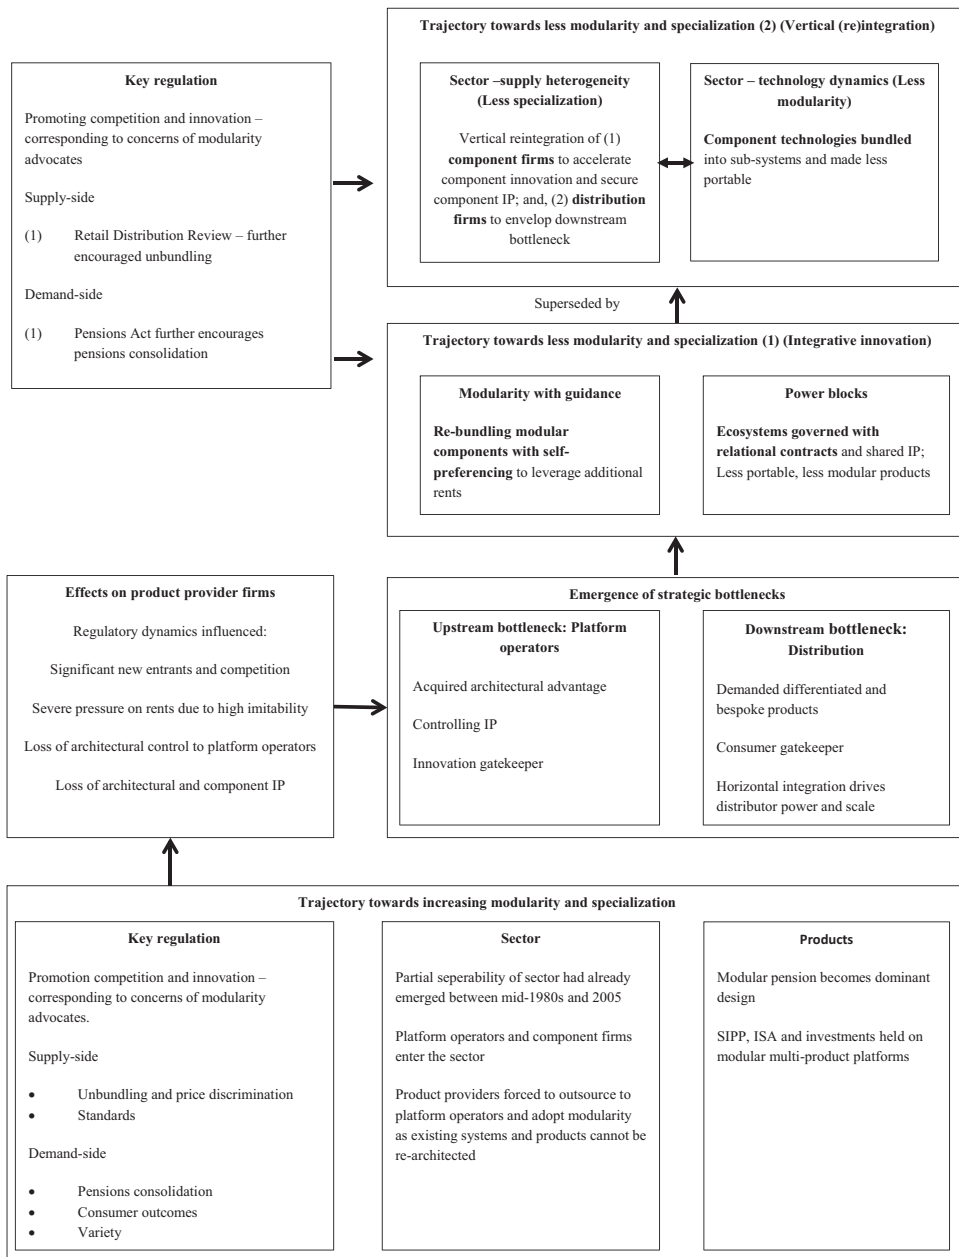 Trajectory towards less modularity and specialization (2) (Vertical (re)integration)
Key regulation
Promoting competition and innovation –
corresponding to concerns of modularity
advocates
Supply-side
(1) Retail Distribution Review – further
encouraged unbundling
Demand-side
(1) Pensions Act further encourages
pensions consolidation
Sector –supply heterogeneity
(Less specialization)
Vertical reintegration of (1)
component firms to accelerate
component innovation and secure
component IP; and, (2) distribution
firms to envelop downstream
bottleneck
Sector – technology dynamics (Less
modularity)
Component technologies bundled
into sub-systems and made less
portable
Superseded by
Trajectory towards less modularity and specialization (1) (Integrative innovation)
Modularity with guidance
Re-bundling modular
components with self-
preferencing to leverage additional
rents
Power blocks
Ecosystems governed with
relational contracts and shared IP;
Less portable, less modular products
Effects on product provider firms
Regulatory dynamics influenced:
Significant new entrants and competition
Severe pressure on rents due to high imitability
Loss of architectural control to platform operators
Loss of architectural and component IP
Emergence of strategic bottlenecks
Upstream bottleneck: Platform
operators
Acquired architectural advantage
Controlling IP
Innovation gatekeeper
Downstream bottleneck:
Distribution
Demanded differentiated and
bespoke products
Consumer gatekeeper
Horizontal integration drives
distributor power and scale
Trajectory towards increasing modularity and specialization
Key regulation
Promotion competition and innovation –
corresponding to concerns of modularity
advocates.
Supply-side
• Unbundling and price discrimination
• Standards
Demand-side
• Pensions consolidation
• Consumer outcomes
• Variety
Sector
Partial seperability of sector had already
emerged between mid-1980s and 2005
Platform operators and component firms
enter the sector
Product providers forced to outsource to
platform operators and adopt modularity
as existing systems and products cannot be
re-architected
Products
Modular pension becomes dominant
design
SIPP, ISA and investments held on
modular multi-product platforms